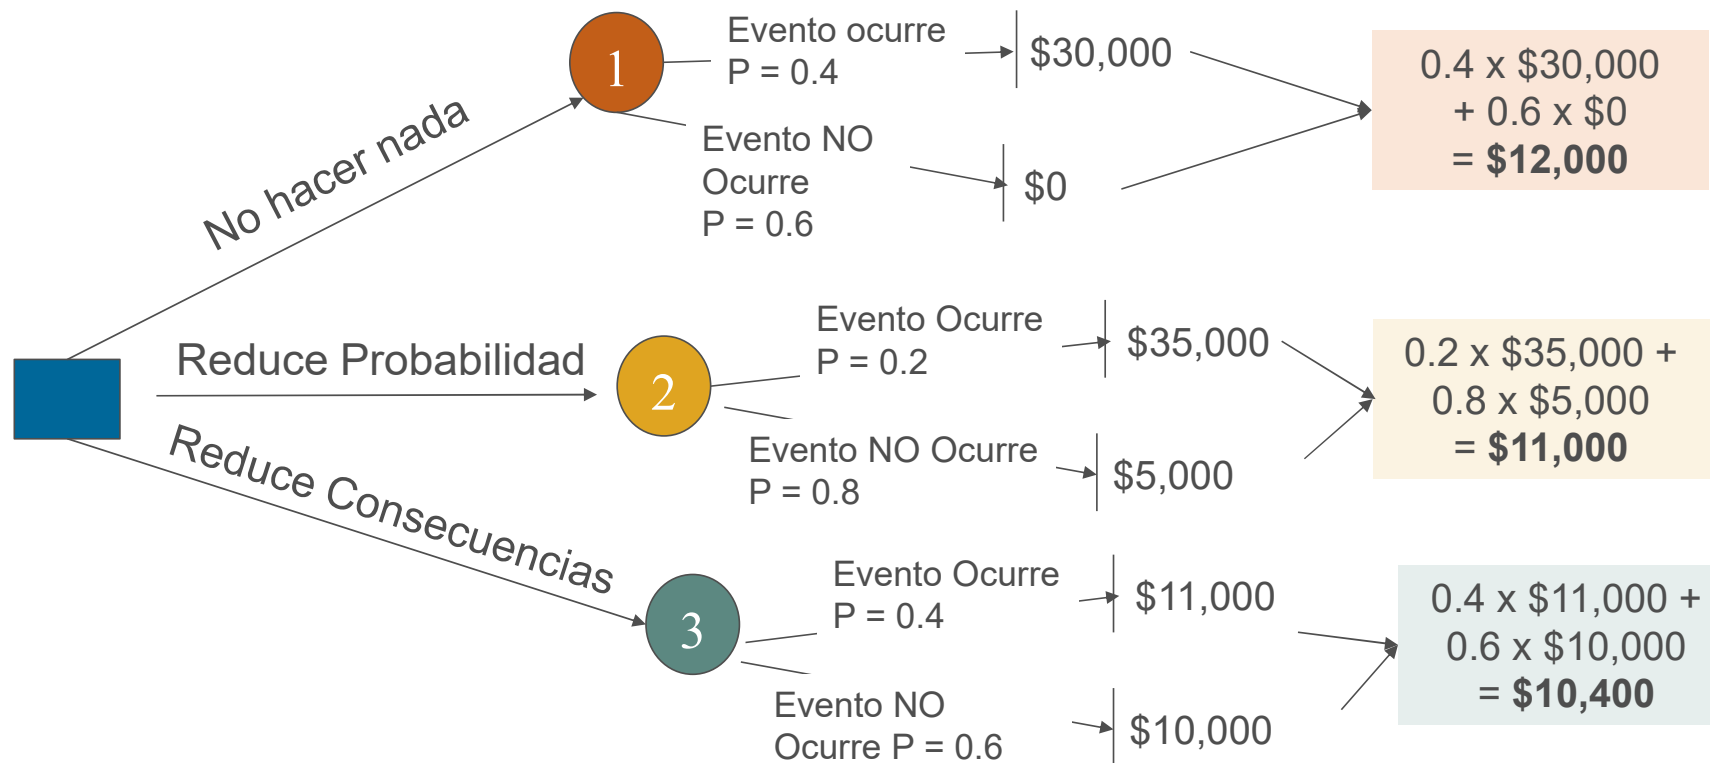 No hacer nada
1
Evento ocurre
P = 0.4
$30,000
Evento NO
Ocurre
P = 0.6
$0
0.4 x $30,000
+ 0.6 x $0
= $12,000
Reduce Probabilidad
2
Evento Ocurre
P = 0.2
$35,000
Evento NO Ocurre
P = 0.8
$5,000
0.2 x $35,000 +
0.8 x $5,000
= $11,000
Reduce Consecuencias
3
Evento Ocurre
P = 0.4
$11,000
Evento NO
Ocurre P = 0.6
$10,000
0.4 x $11,000 +
0.6 x $10,000
= $10,400